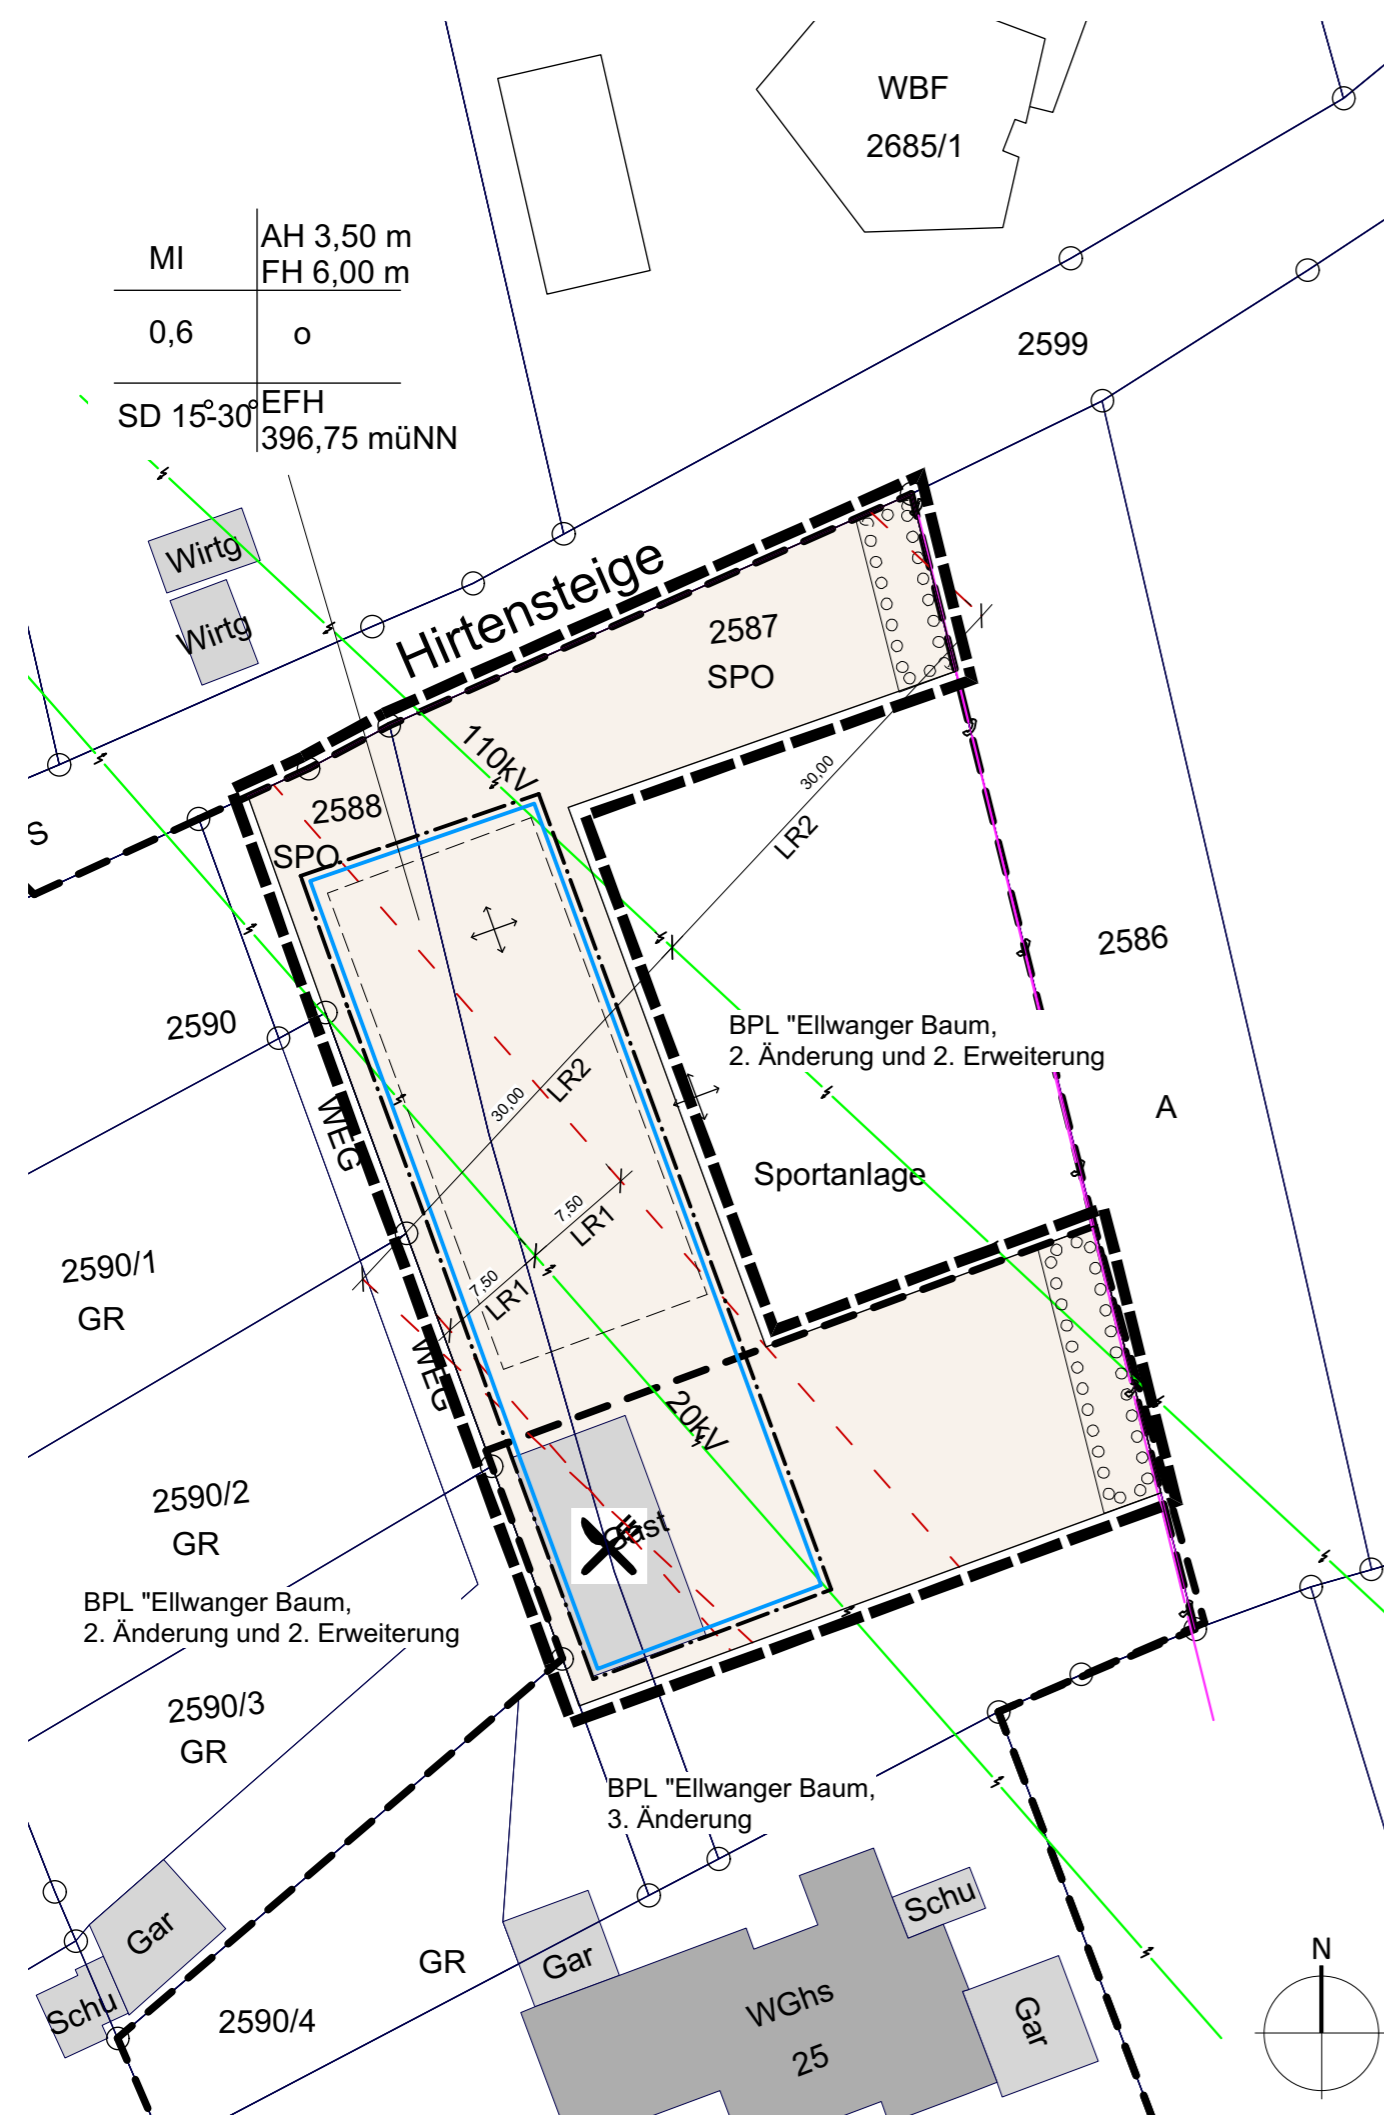 WBF
2685/1
MI
AH 3,50 m
FH 6,00 m
0,6
o
SD 15°-30°
EFH
396,75 müNN
2599
Wirtg
Wirtg
Hirtensteige
2587
SPO
110kV
2588
SPO
S
30,00
LR2
2586
2590
BPL "Ellwanger Baum,
2. Änderung und 2. Erweiterung
30,00
LR2
WEG
A
Sportanlage
7,50
LR1
7,50
LR1
2590/1
GR
WEG
20kV
2590/2
GR
Gast
BPL "Ellwanger Baum,
2. Änderung und 2. Erweiterung
2590/3
GR
BPL "Ellwanger Baum,
3. Änderung
Schu
Gar
Gar
GR
N
WGhs
25
Gar
Schu
2590/4